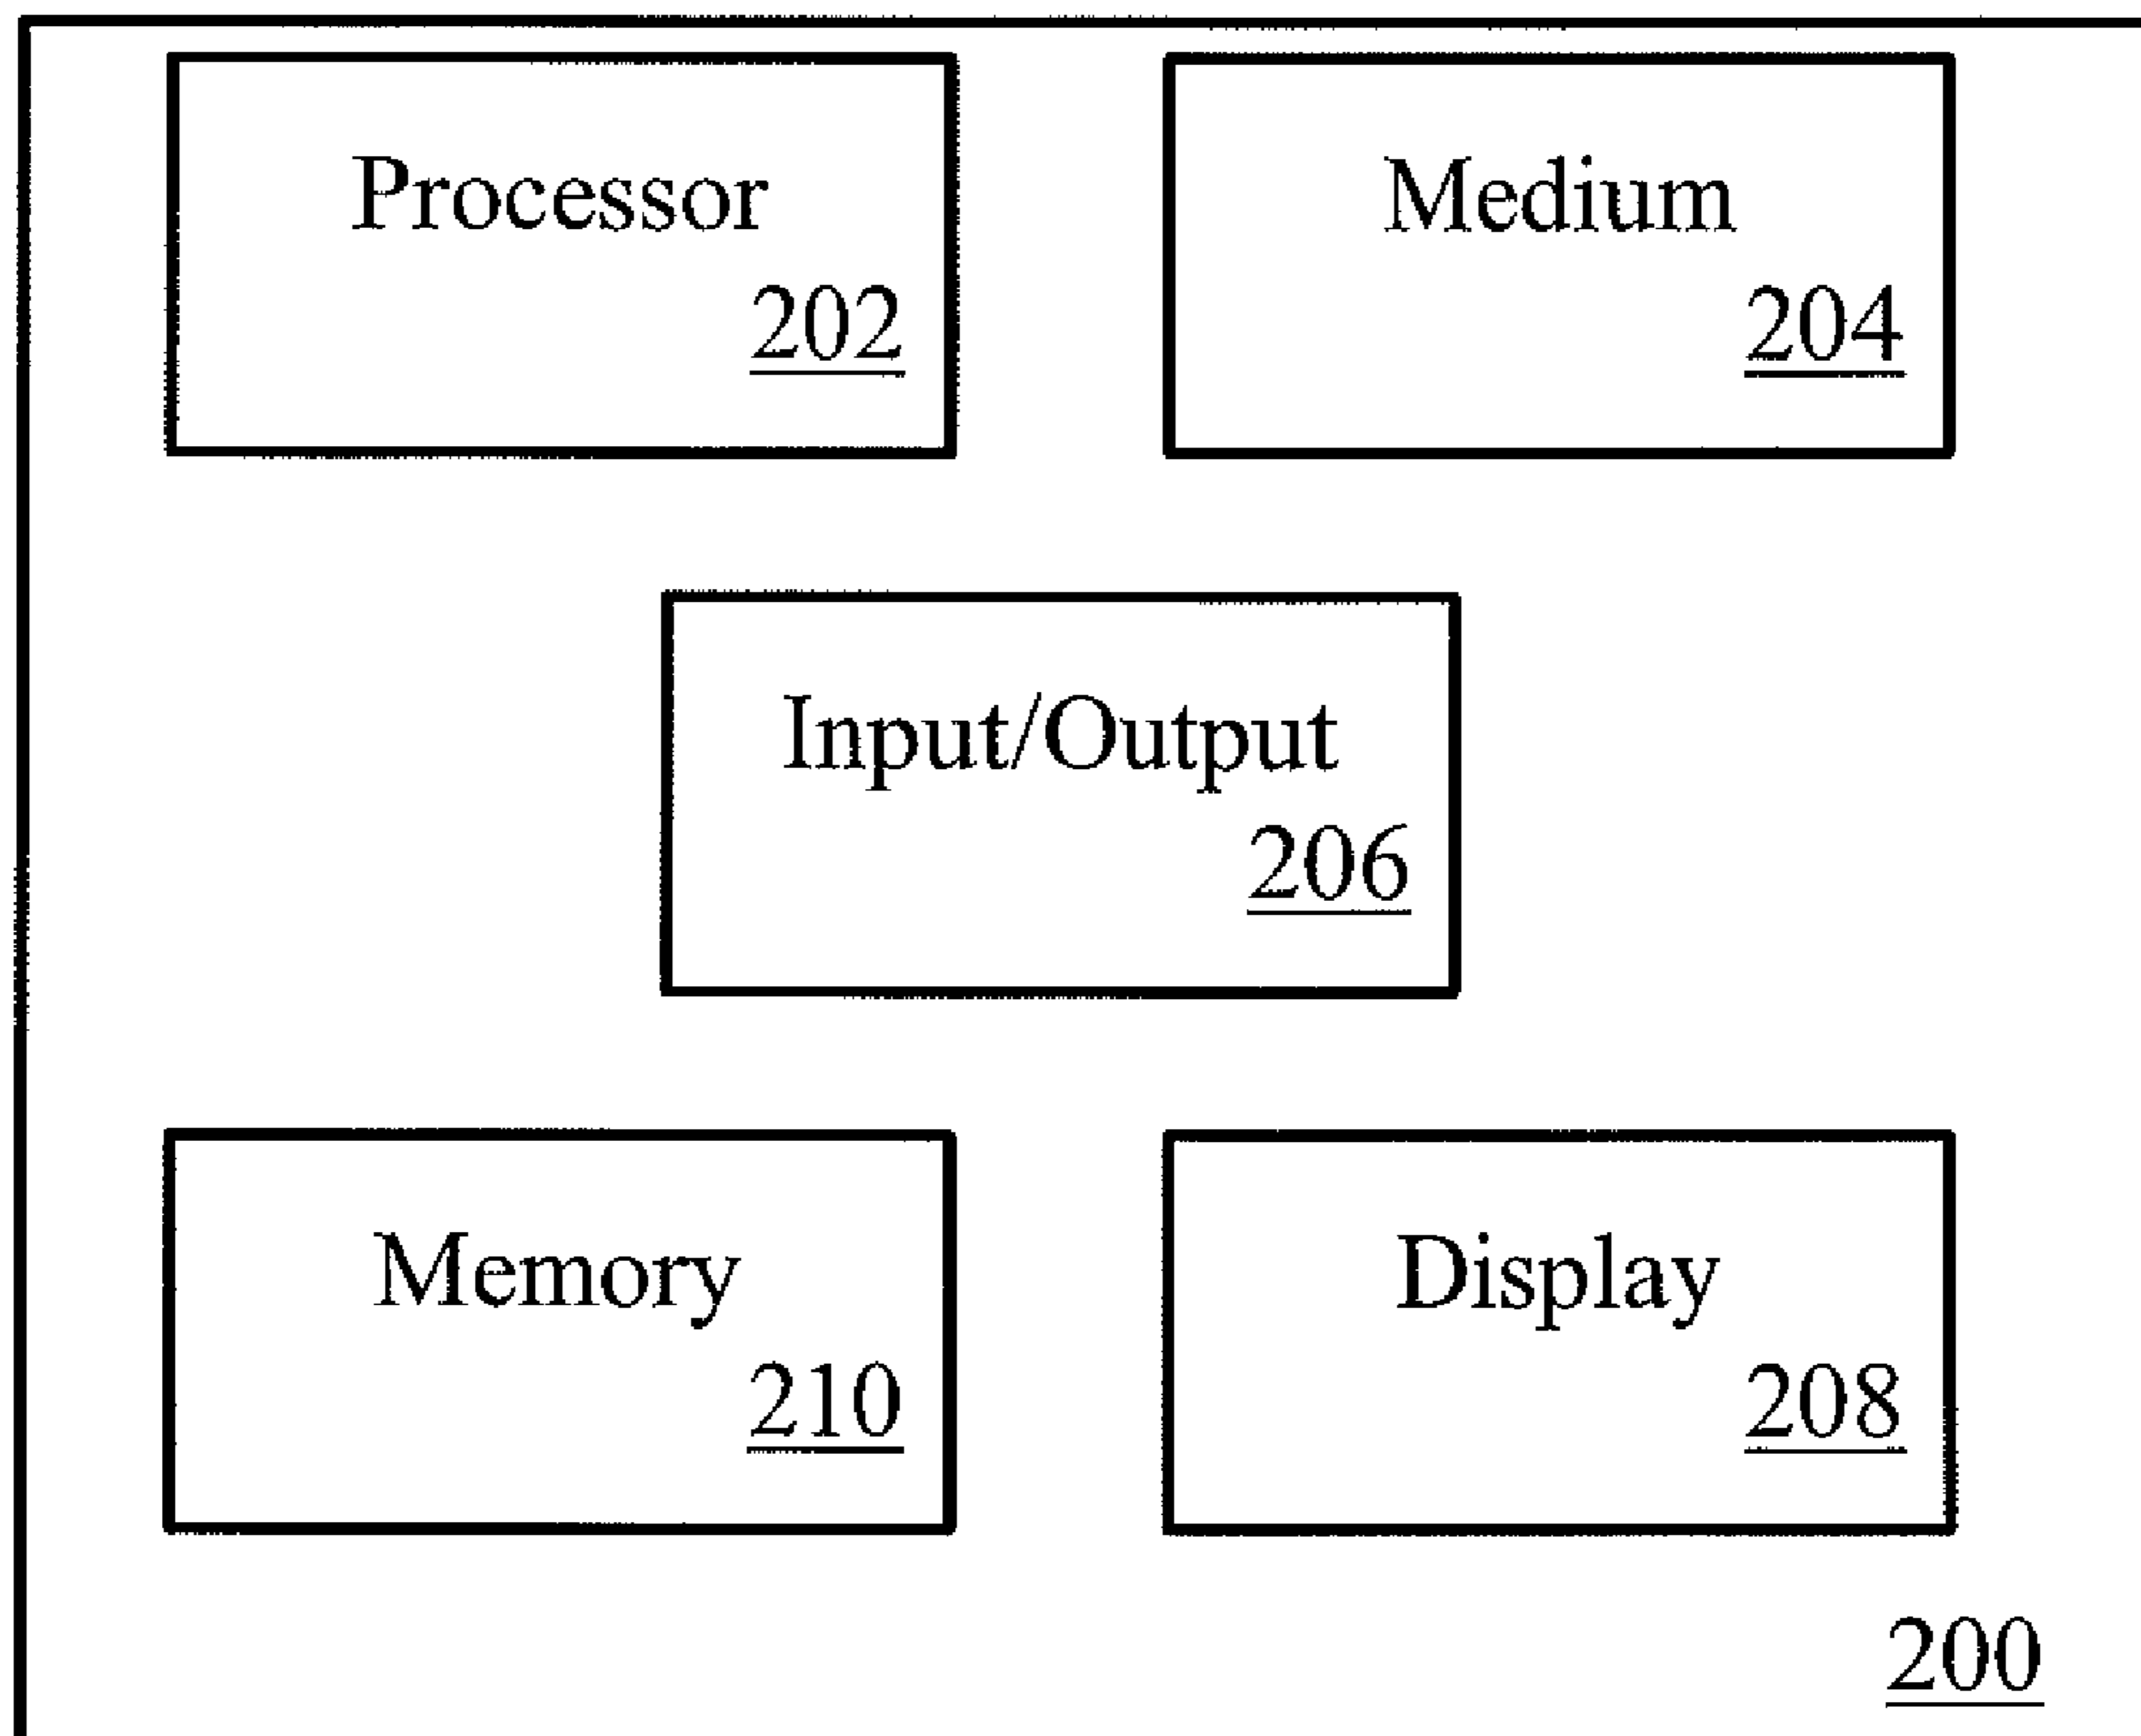 Processor
202
Medium
204
Input/Output
206
Memory
210
Display
208
200